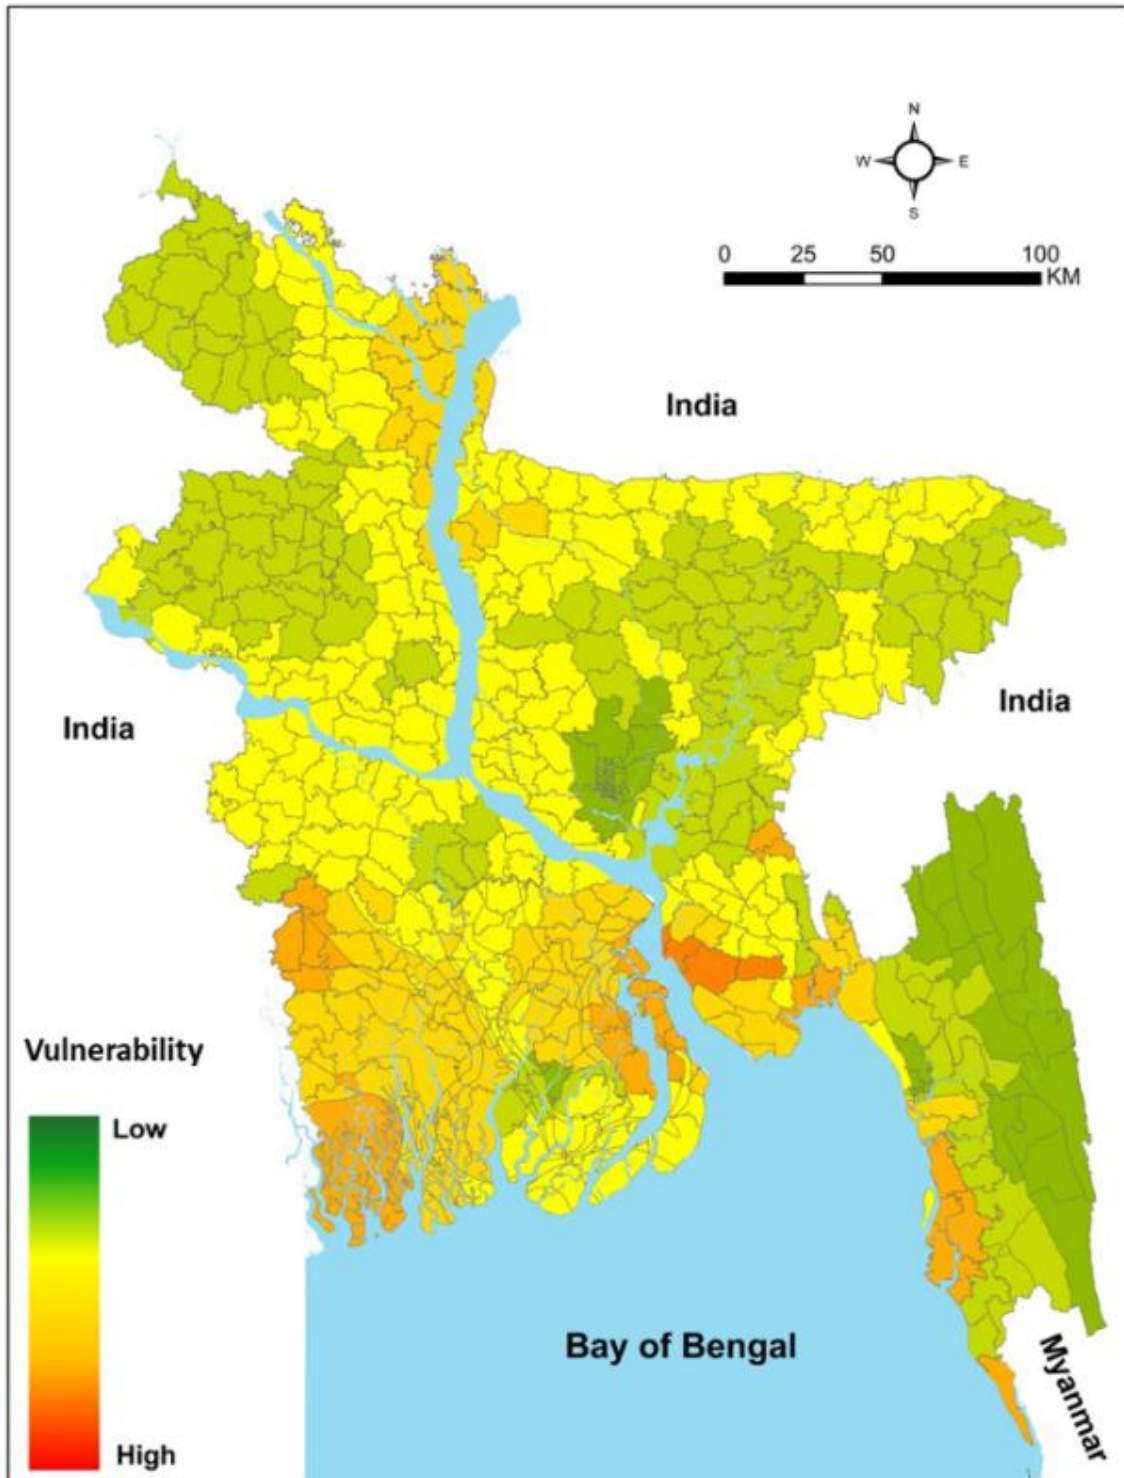 N
W E
S
0 25 50 100
KM
India
India
India
Vulnerability
Low
High
Bay of Bengal
Myanmar